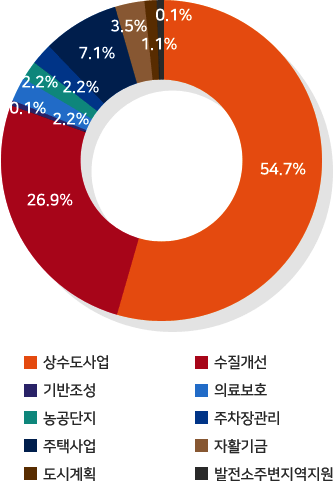 0.1%
3.5%
1.1%
7.1%
2.2%
2.2%
0.1%
2.2%
54.7%
26.9%
상수도사업
수질개선
기반조성
의료보호
농공단지
주차장관리
주택사업
자활기금
도시계획
발전소주변지역지원